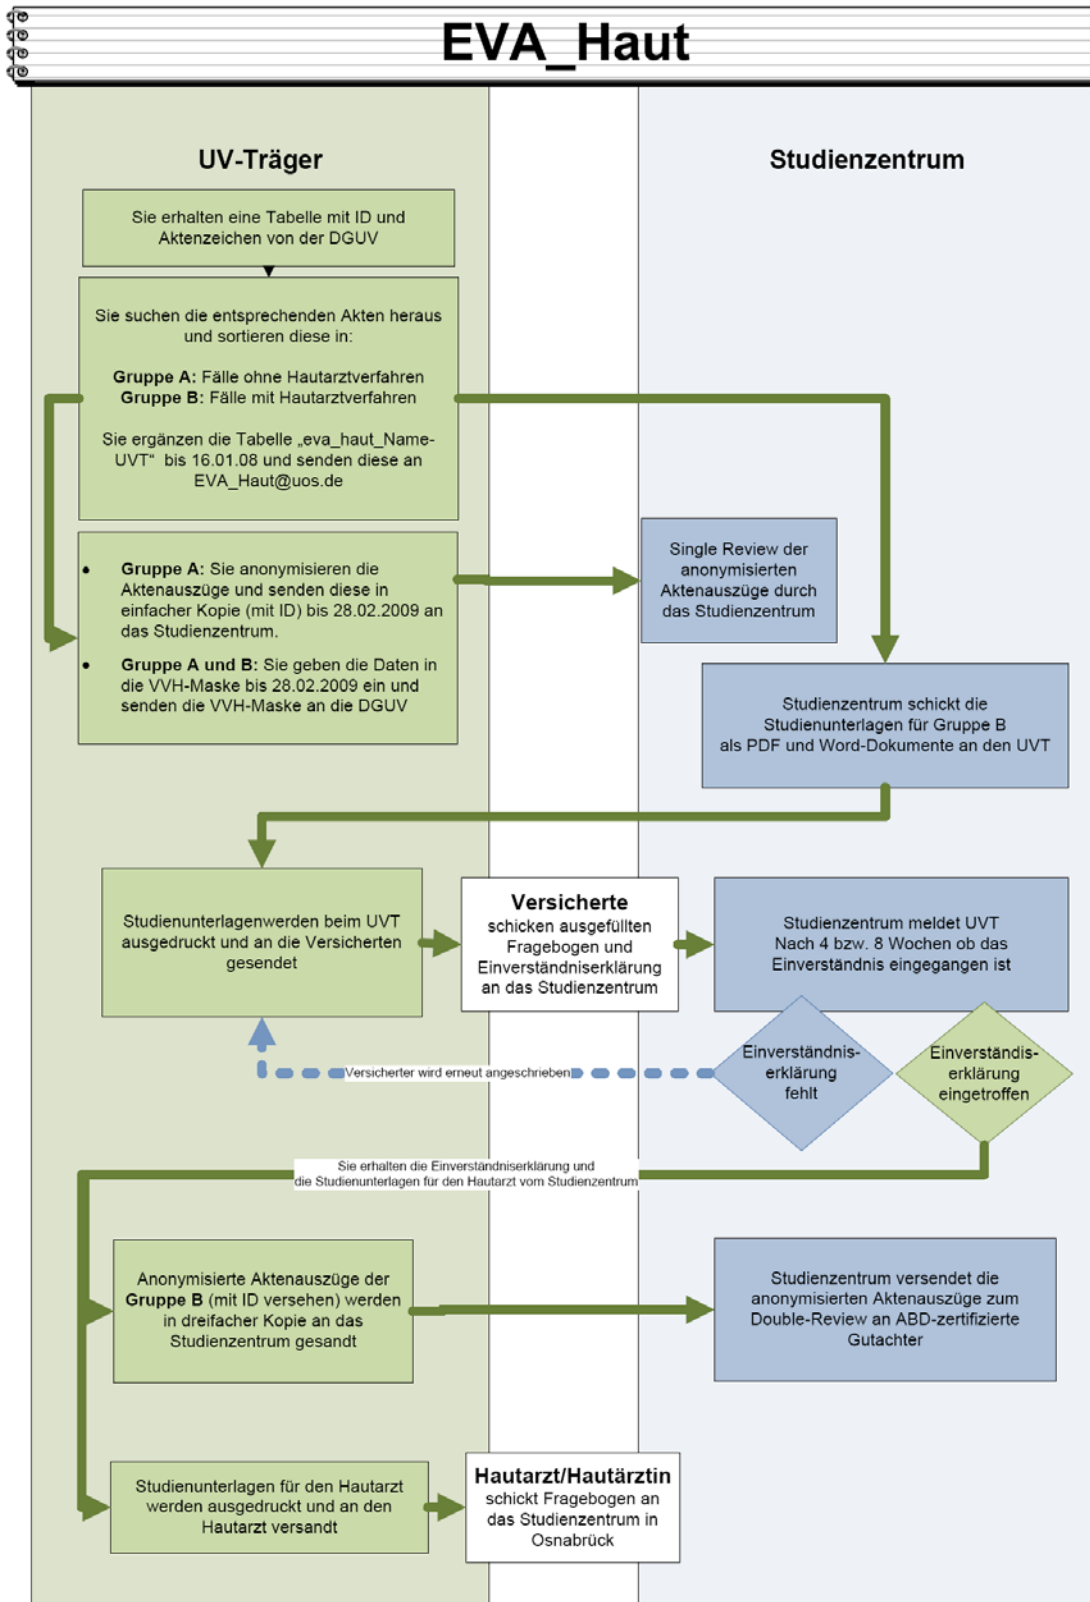 EVA_Haut
UV-Träger
Studienzentrum
Sie erhalten eine Tabelle mit ID und
Aktenzeichen von der DGUV
Sie suchen die entsprechenden Akten heraus
und sortieren diese in:
Gruppe A: Fälle ohne Hautarztverfahren
Gruppe B: Fälle mit Hautarztverfahren
Sie ergänzen die Tabelle „eva_haut_Name-
UVT“ bis 16.01.08 und senden diese an
EVA_Haut@uos.de
• Gruppe A: Sie anonymisieren die
Aktenauszüge und senden diese in
einfacher Kopie (mit ID) bis 28.02.2009 an
das Studienzentrum.
• Gruppe A und B: Sie geben die Daten in
die VVH-Maske bis 28.02.2009 ein und
senden die VVH-Maske an die DGUV
Single Review der
anonymisierten
Aktenauszüge durch
das Studienzentrum
Studienzentrum schickt die
Studienunterlagen für Gruppe B
als PDF und Word-Dokumente an den UVT
Studienunterlagenwerden beim UVT
ausgedruckt und an die Versicherten
gesendet
Versicherte
schicken ausgefüllten
Fragebogen und
Einverständniserklärung
an das Studienzentrum
Studienzentrum meldet UVT
Nach 4 bzw. 8 Wochen ob das
Einverständnis eingegangen ist
Einverständnis-
erklärung
fehlt
Einverständis-
erklärung
eingetroffen
Versicherter wird erneut angeschrieben
Sie erhalten die Einverständniserklärung und
die Studienunterlagen für den Hautarzt vom Studienzentrum
Anonymisierte Aktenauszüge der
Gruppe B (mit ID versehen) werden
in dreifacher Kopie an das
Studienzentrum gesandt
Studienzentrum versendet die
anonymisierten Aktenauszüge zum
Double-Review an ABD-zertifizierte
Gutachter
Studienunterlagen für den Hautarzt
werden ausgedruckt und an den
Hautarzt versandt
Hautarzt/Hautärztin
schickt Fragebogen an
das Studienzentrum in
Osnabrück